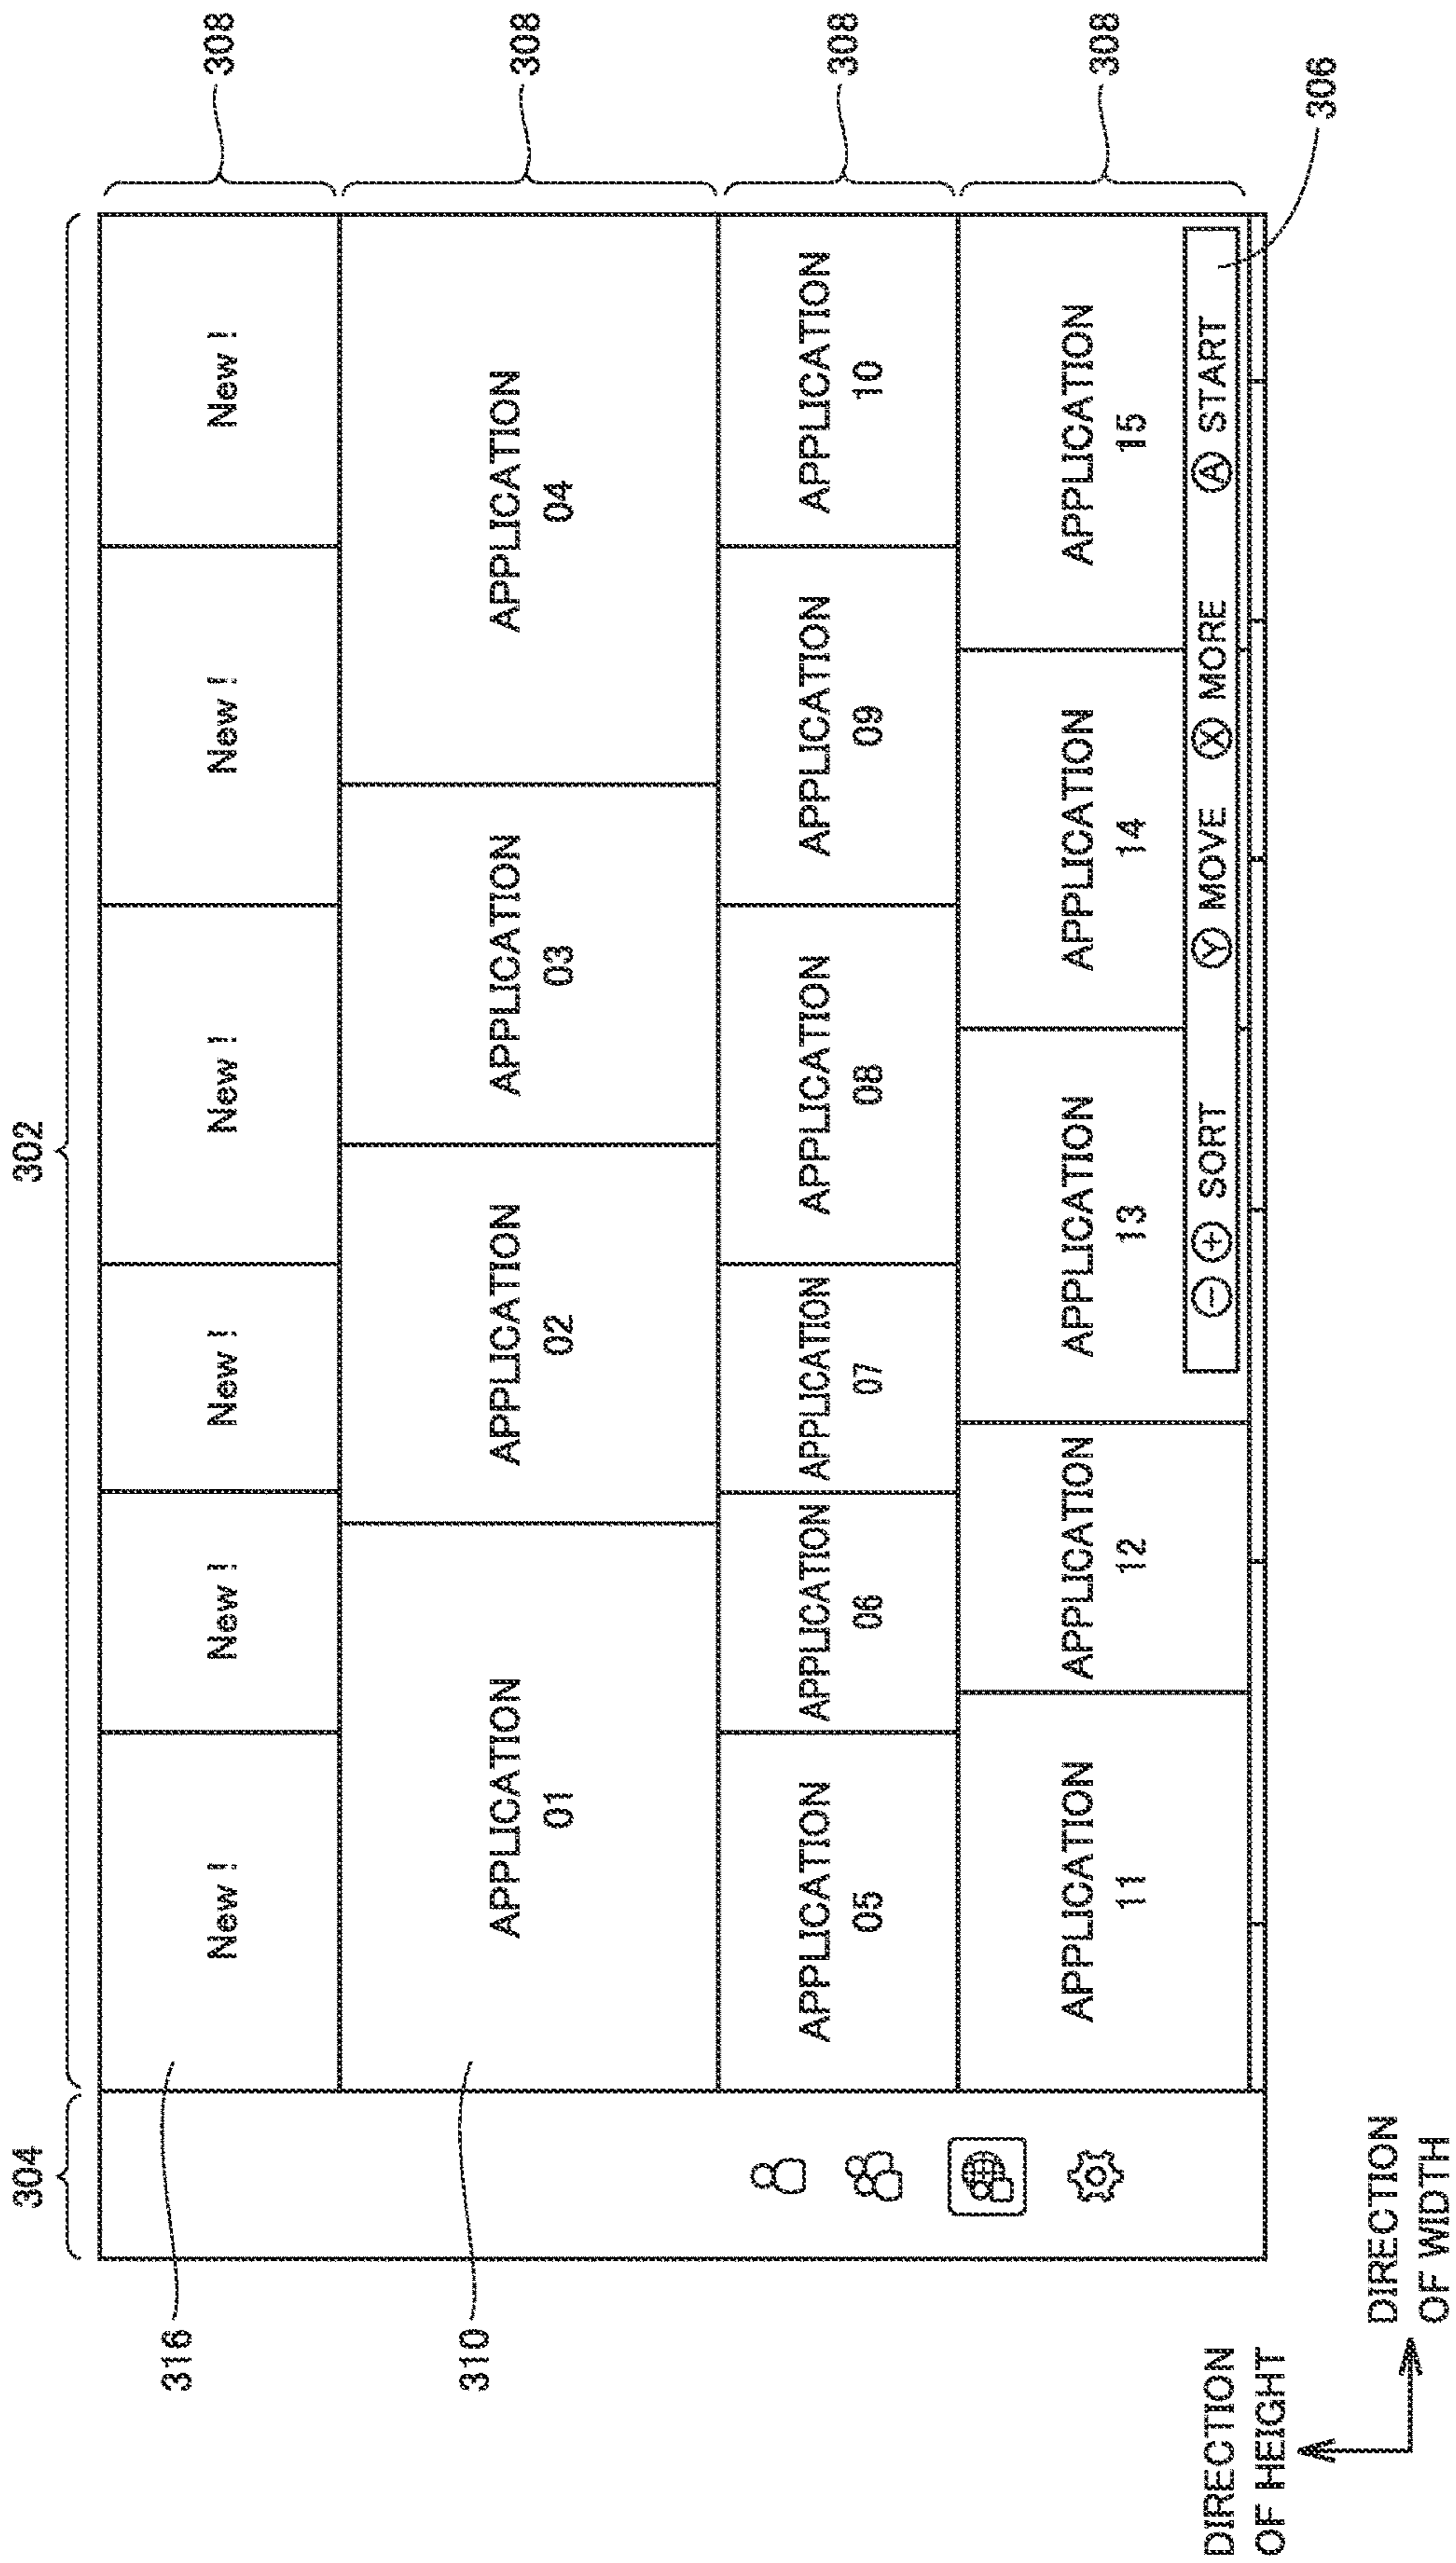 304
302
316
New !
New !
New !
New !
New !
New !
308
310
APPLICATION
01
APPLICATION
02
APPLICATION
03
APPLICATION
04
308
APPLICATION
05
APPLICATION
06
APPLICATION
07
APPLICATION
08
APPLICATION
09
APPLICATION
10
308
APPLICATION
11
APPLICATION
12
APPLICATION
13
APPLICATION
14
APPLICATION
15
308
− + SORT Y MOVE X MORE A START
306
DIRECTION
OF HEIGHT
DIRECTION
OF WIDTH